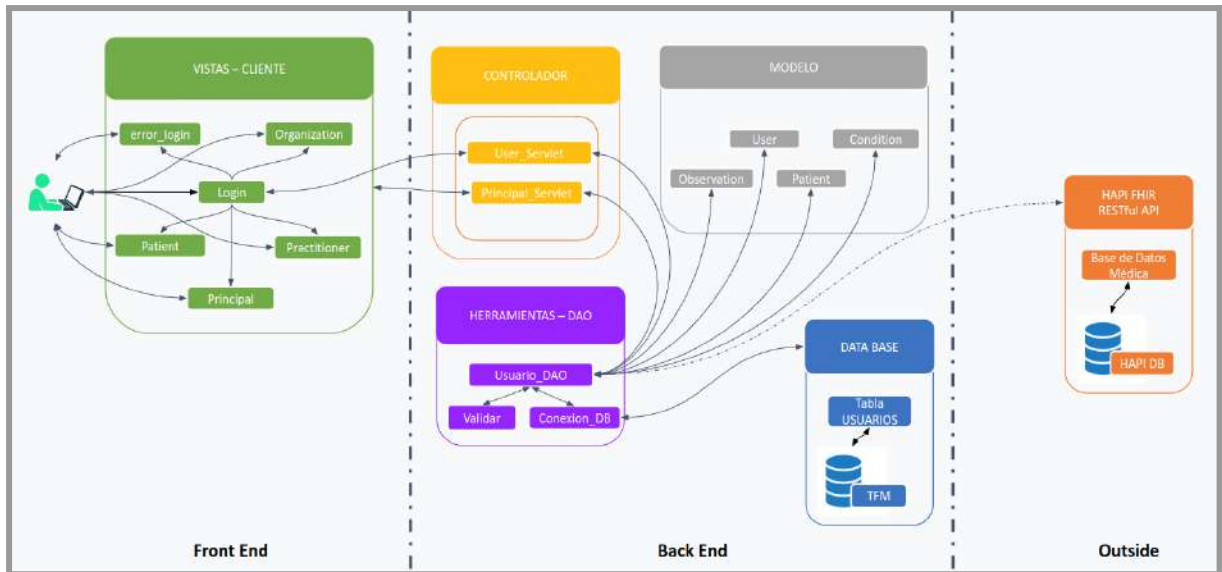 VISTAS – CLIENTE
error_login
Organization
Login
Patient
Practitioner
Principal
CONTROLADOR
User_Servlet
Principal_Servlet
MODELO
User
Condition
Observation
Patient
HERRAMIENTAS – DAO
Usuario_DAO
Validar
Conexion_DB
DATA BASE
Tabla
USUARIOS
TFM
HAPI FHIR
RESTful API
Base de Datos
Médica
HAPI DB
Front End
Back End
Outside